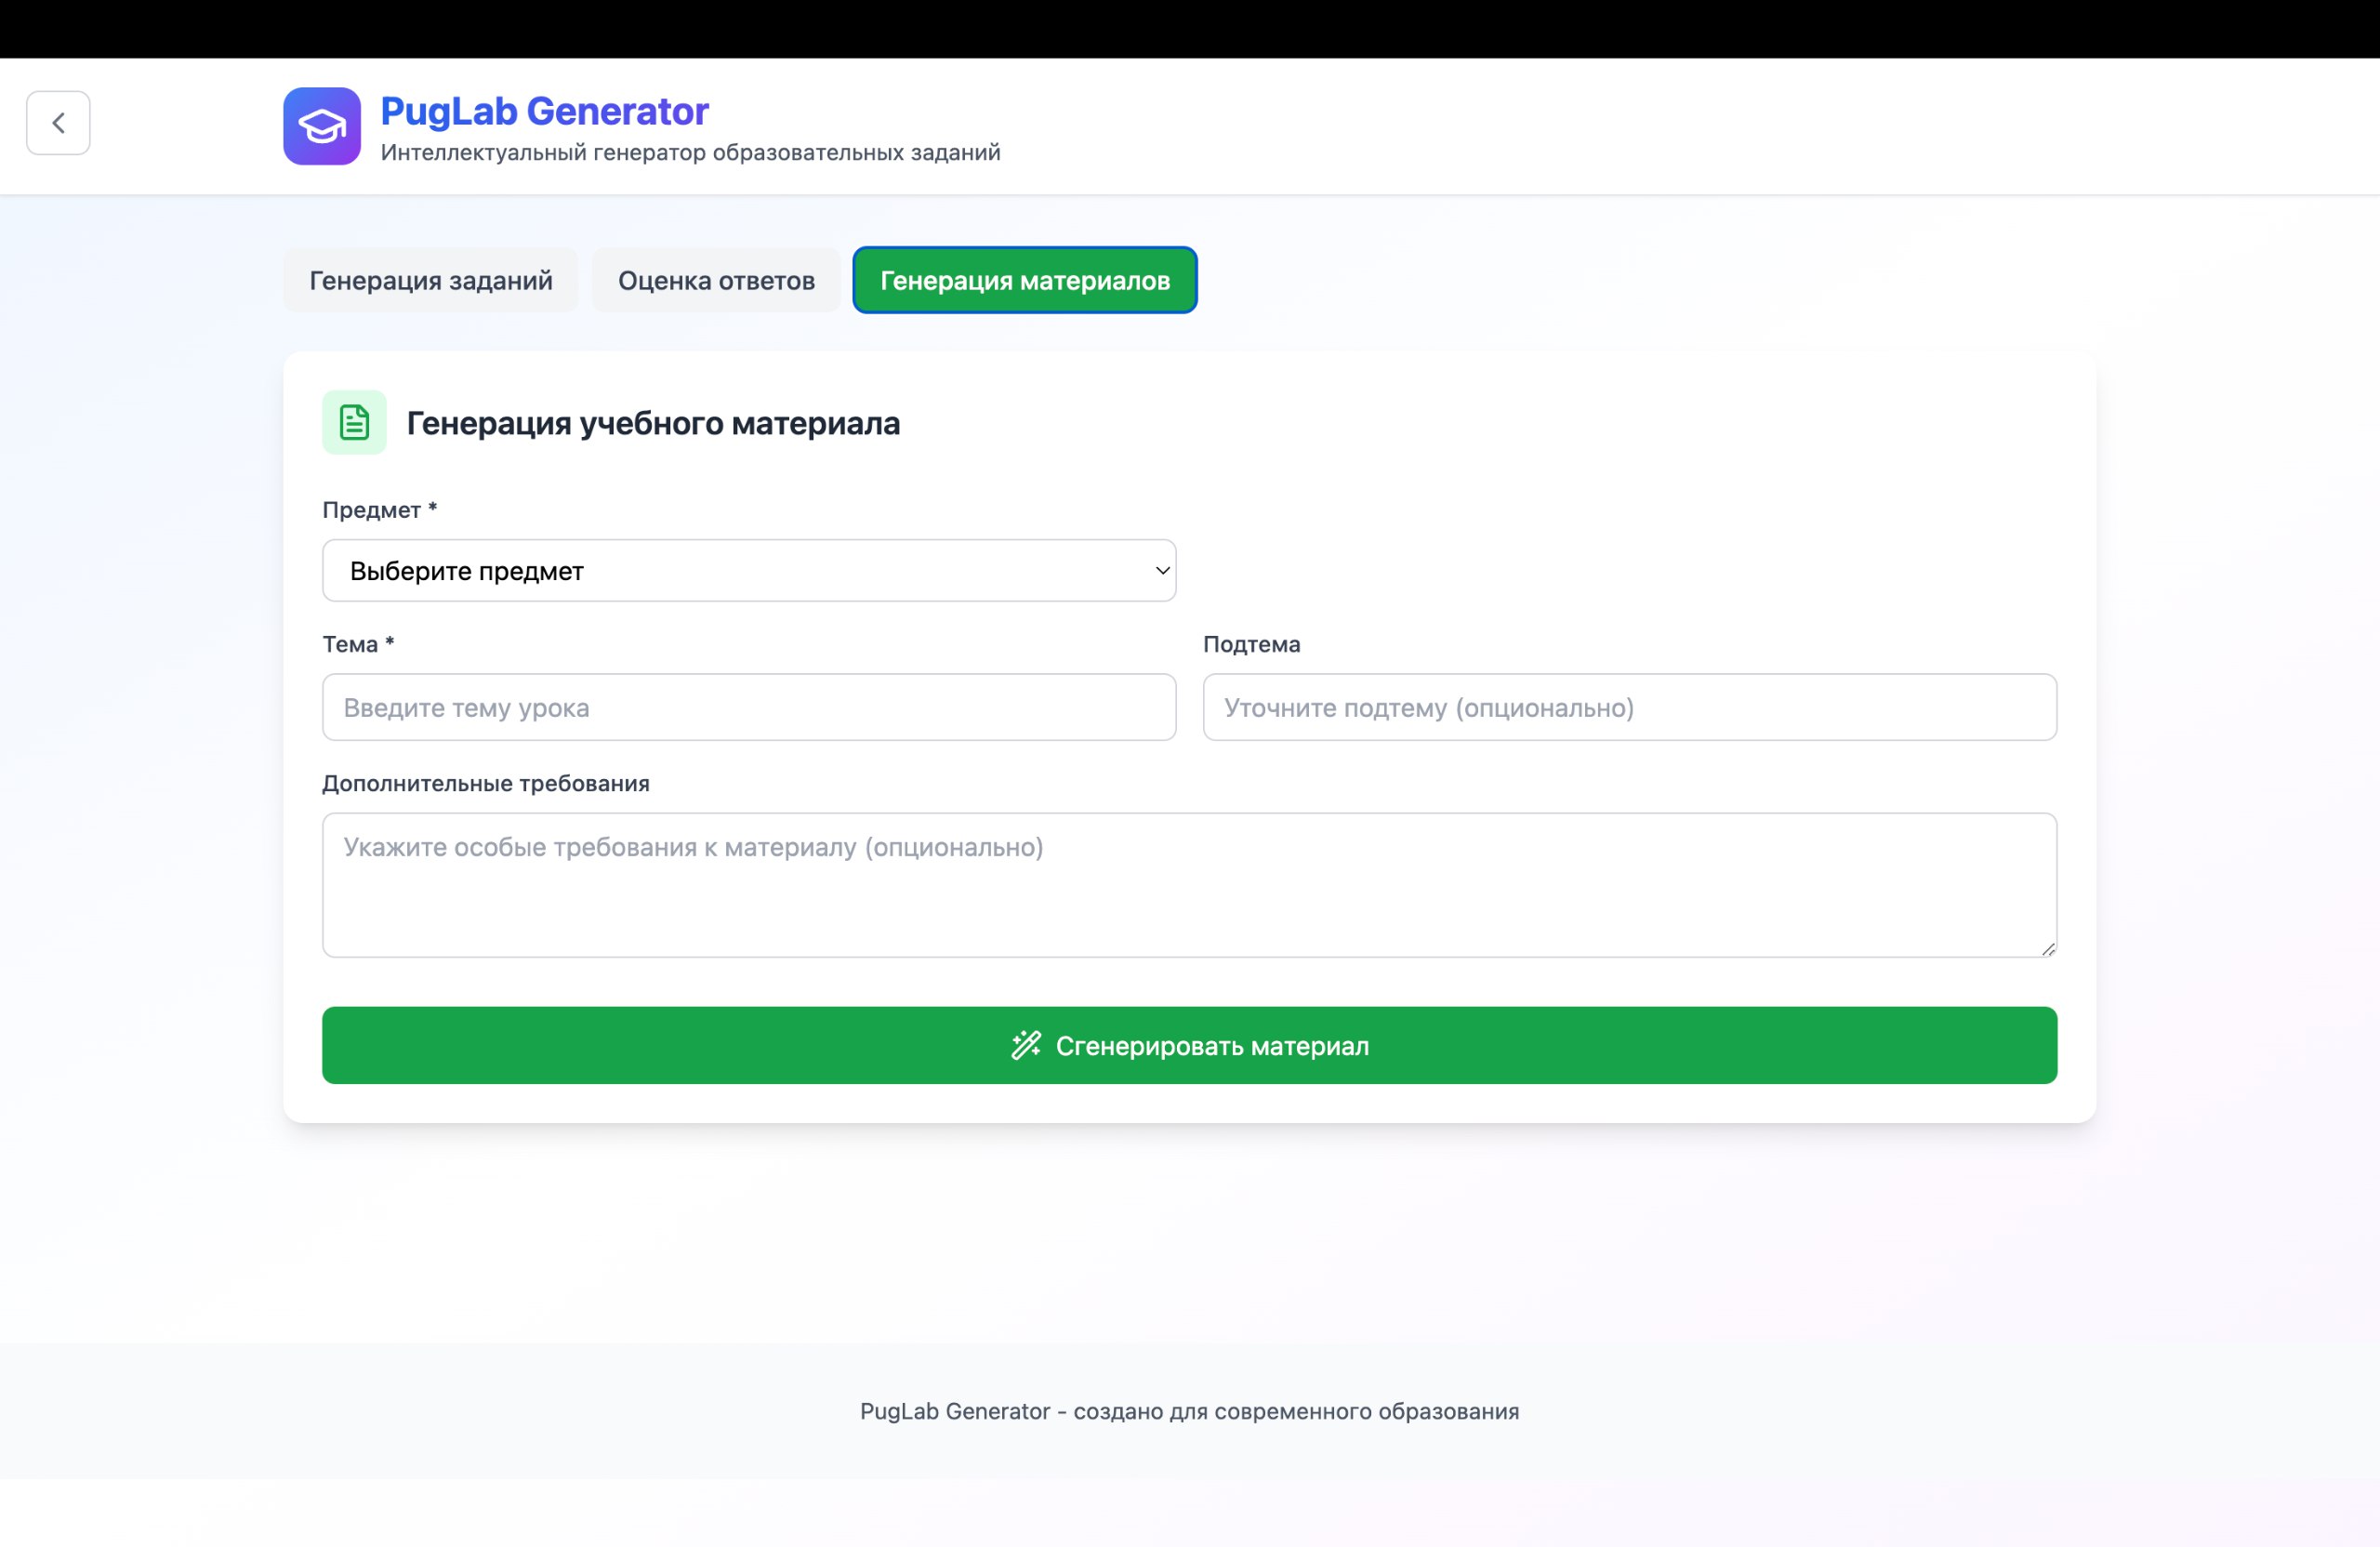 PugLab Generator
Интеллектуальный генератор образовательных заданий
Генерация заданий
Оценка ответов
Генерация материалов
Генерация учебного материала
Предмет *
Выберите предмет
Тема *
Подтема
Введите тему урока
Уточните подтему (опционально)
Дополнительные требования
Укажите особые требования к материалу (опционально)
Сгенерировать материал
PugLab Generator - создано для современного образования